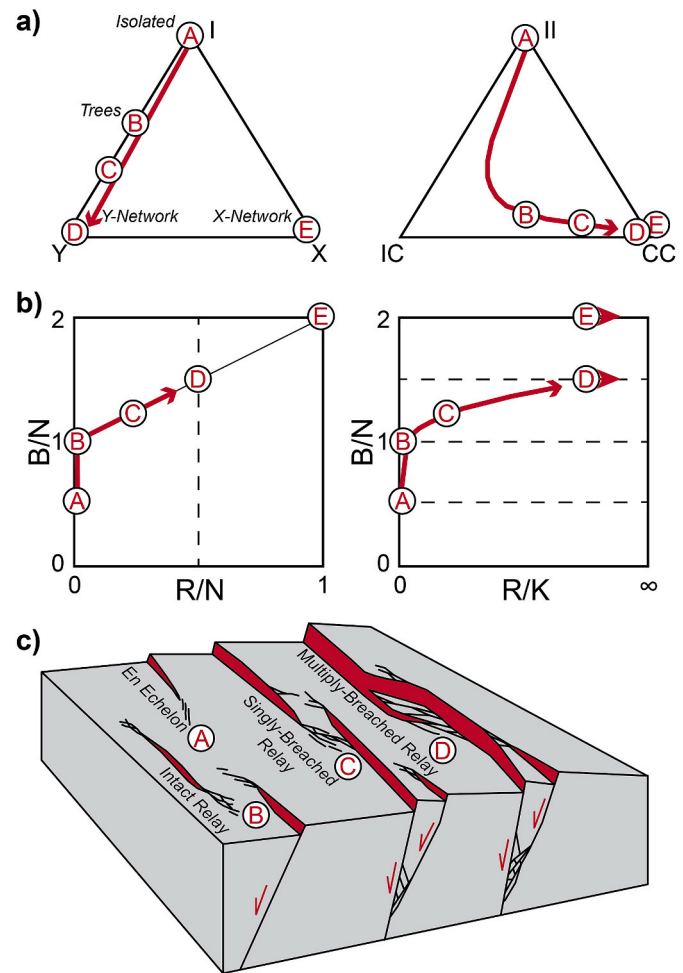 a)
Isolated A I
Trees B
C
D Y-Network X-Network E
Y X
A II
B C D E
IC CC
b)
2 E
D
C
B/N 1 B
A
0
0 R/N 1
2 E
D
C
B/N 1 B
A
0
0 R/K ∞
c)
En Echelon
A
Intact Relay
B
Singly-Breached
Relay
C
Multiply-Breached Relay
D